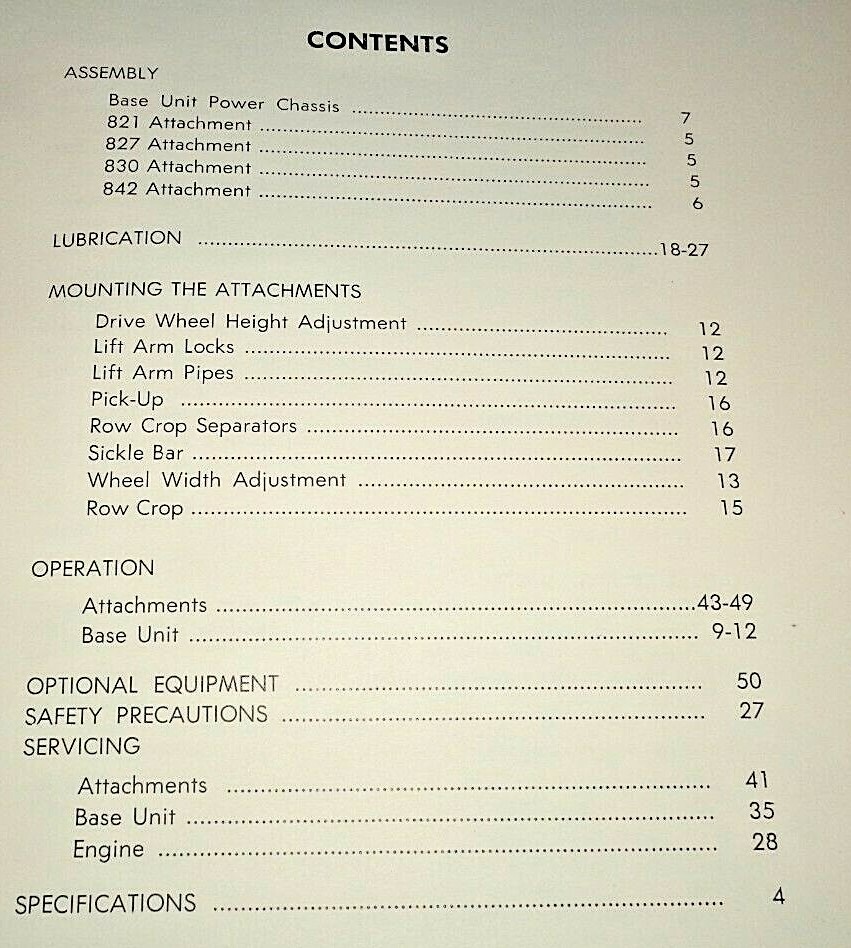 CONTENTS
ASSEMBLY
Base Unit Power Chassis ........................................ 7
821 Attachment ........................................ 5
827 Attachment ........................................ 5
830 Attachment ........................................ 5
842 Attachment ........................................ 6
LUBRICATION ........................................18-27
MOUNTING THE ATTACHMENTS
Drive Wheel Height Adjustment ........................................ 12
Lift Arm Locks ........................................ 12
Lift Arm Pipes ........................................ 12
Pick-Up ........................................ 16
Row Crop Separators ........................................ 16
Sickle Bar ........................................ 17
Wheel Width Adjustment ........................................ 13
Row Crop ........................................ 15
OPERATION
Attachments ........................................43-49
Base Unit ........................................ 9-12
OPTIONAL EQUIPMENT ........................................ 50
SAFETY PRECAUTIONS ........................................ 27
SERVICING
Attachments ........................................ 41
Base Unit ........................................ 35
Engine ........................................ 28
SPECIFICATIONS ........................................ 4